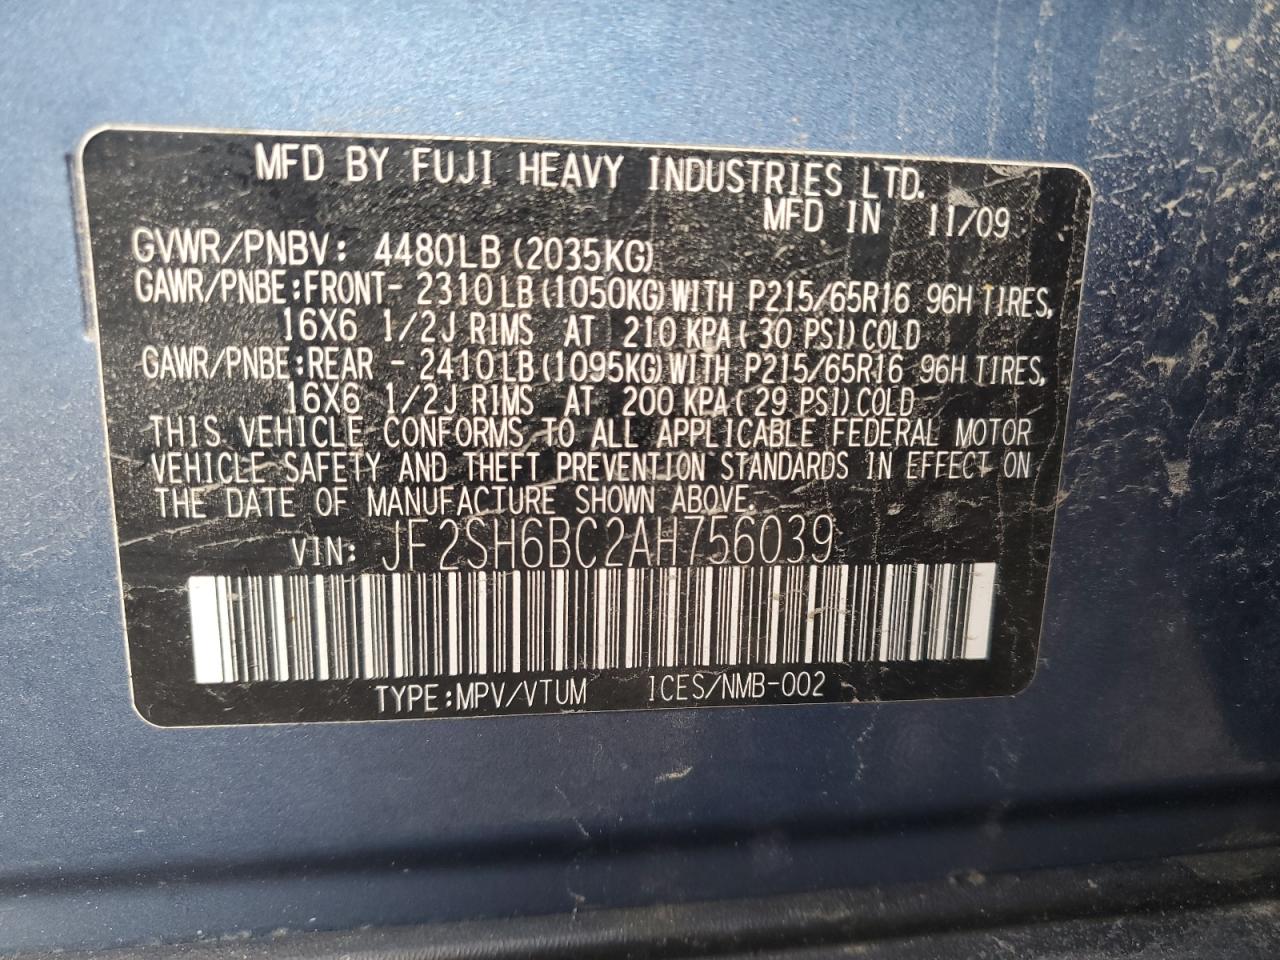 MFD BY FUJI HEAVY INDUSTRIES LTD.
MFD IN 11/09
GVWR/PNBV: 4480LB (2035KG)
GAWR/PNBE:FRONT- 2310LB(1050KG)WITH P215/65R16 96H TIRES,
16X6 1/2J RIMS AT 210 KPA( 30 PSI)COLD
GAWR/PNBE:REAR - 2410LB(1095KG)WITH P215/65R16 96H TIRES,
16X6 1/2J RIMS AT 200 KPA( 29 PSI)COLD
THIS VEHICLE CONFORMS TO ALL APPLICABLE FEDERAL MOTOR
VEHICLE SAFETY AND THEFT PREVENTION STANDARDS IN EFFECT ON
THE DATE OF MANUFACTURE SHOWN ABOVE.
VIN: JF2SH6BC2AH756039
TYPE:MPV/VTUM ICES/NMB-002